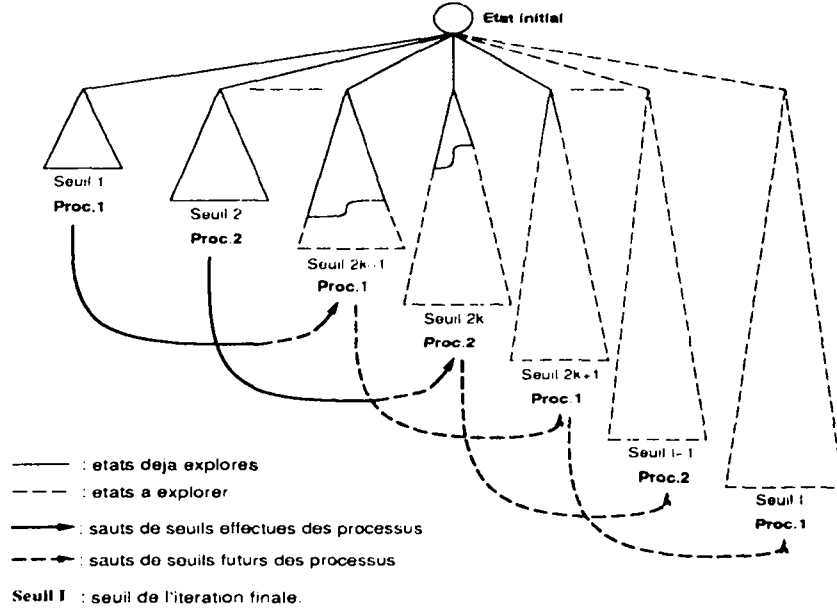 Etat initial
Seuil 1
Proc.1
Seuil 2
Proc.2
Seuil 2k-1
Proc.1
Seuil 2k
Proc.2
Seuil 2k+1
Proc.1
Seuil I-1
Proc.2
Seuil I
Proc.1
: etats deja explores
: etats a explorer
: sauts de seuils effectues des processus
: sauts de seuils futurs des processus
Seuil I : seuil de l'iteration finale.